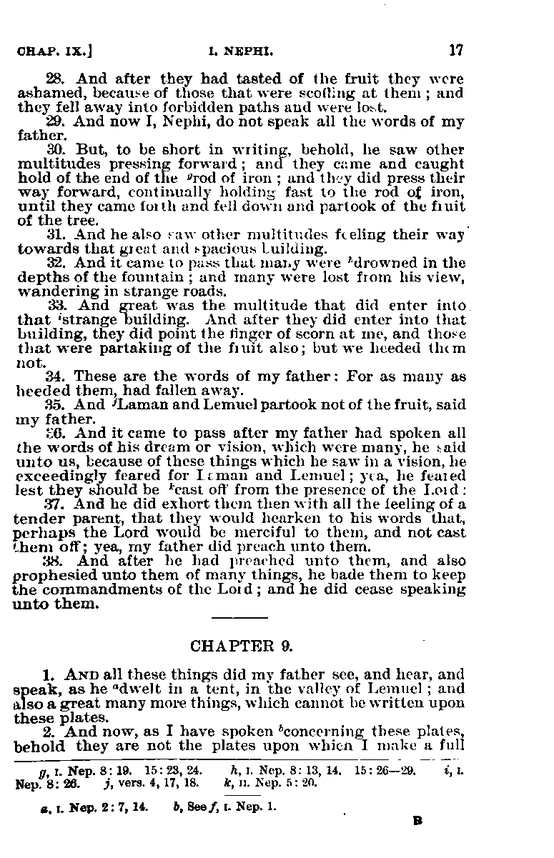 CHAP. IX.] I. NEPHI. 17
28. And after they had tasted of the fruit they were
ashamed, because of those that were scoffing at them; and
they fell away into forbidden paths and were lost.
29. And now I, Nephi, do not speak all the words of my
father.
30. But, to be short in writing, behold, he saw other
multitudes pressing forward; and they came and caught
hold of the end of the ᵍrod of iron; and they did press their
way forward, continually holding fast to the rod of iron,
until they came forth and fell down and partook of the fruit
of the tree.
31. And he also saw other multitudes feeling their way
towards that great and spacious building.
32. And it came to pass that many were ʰdrowned in the
depths of the fountain; and many were lost from his view,
wandering in strange roads.
33. And great was the multitude that did enter into
that ⁱstrange building. And after they did enter into that
building, they did point the finger of scorn at me, and those
that were partaking of the fruit also; but we heeded them
not.
34. These are the words of my father: For as many as
heeded them, had fallen away.
35. And ʲLaman and Lemuel partook not of the fruit, said
my father.
36. And it came to pass after my father had spoken all
the words of his dream or vision, which were many, he said
unto us, because of these things which he saw in a vision, he
exceedingly feared for Laman and Lemuel; yea, he feared
lest they should be ᵏcast off from the presence of the Lord:
37. And he did exhort them then with all the feeling of a
tender parent, that they would hearken to his words that,
perhaps the Lord would be merciful to them, and not cast
them off; yea, my father did preach unto them.
38. And after he had preached unto them, and also
prophesied unto them of many things, he bade them to keep
the commandments of the Lord; and he did cease speaking
unto them.
CHAPTER 9.
1. AND all these things did my father see, and hear, and
speak, as he ᵃdwelt in a tent, in the valley of Lemuel; and
also a great many more things, which cannot be written upon
these plates.
2. And now, as I have spoken ᵇconcerning these plates,
behold they are not the plates upon which I make a full
g, I. Nep. 8: 19. 15: 23, 24. h, I. Nep. 8: 13, 14. 15: 26—29. i, I.
Nep. 8: 26. j, vers. 4, 17, 18. k, II. Nep. 5: 20.
a, I. Nep. 2: 7, 14. b, See f, I. Nep. 1.
B